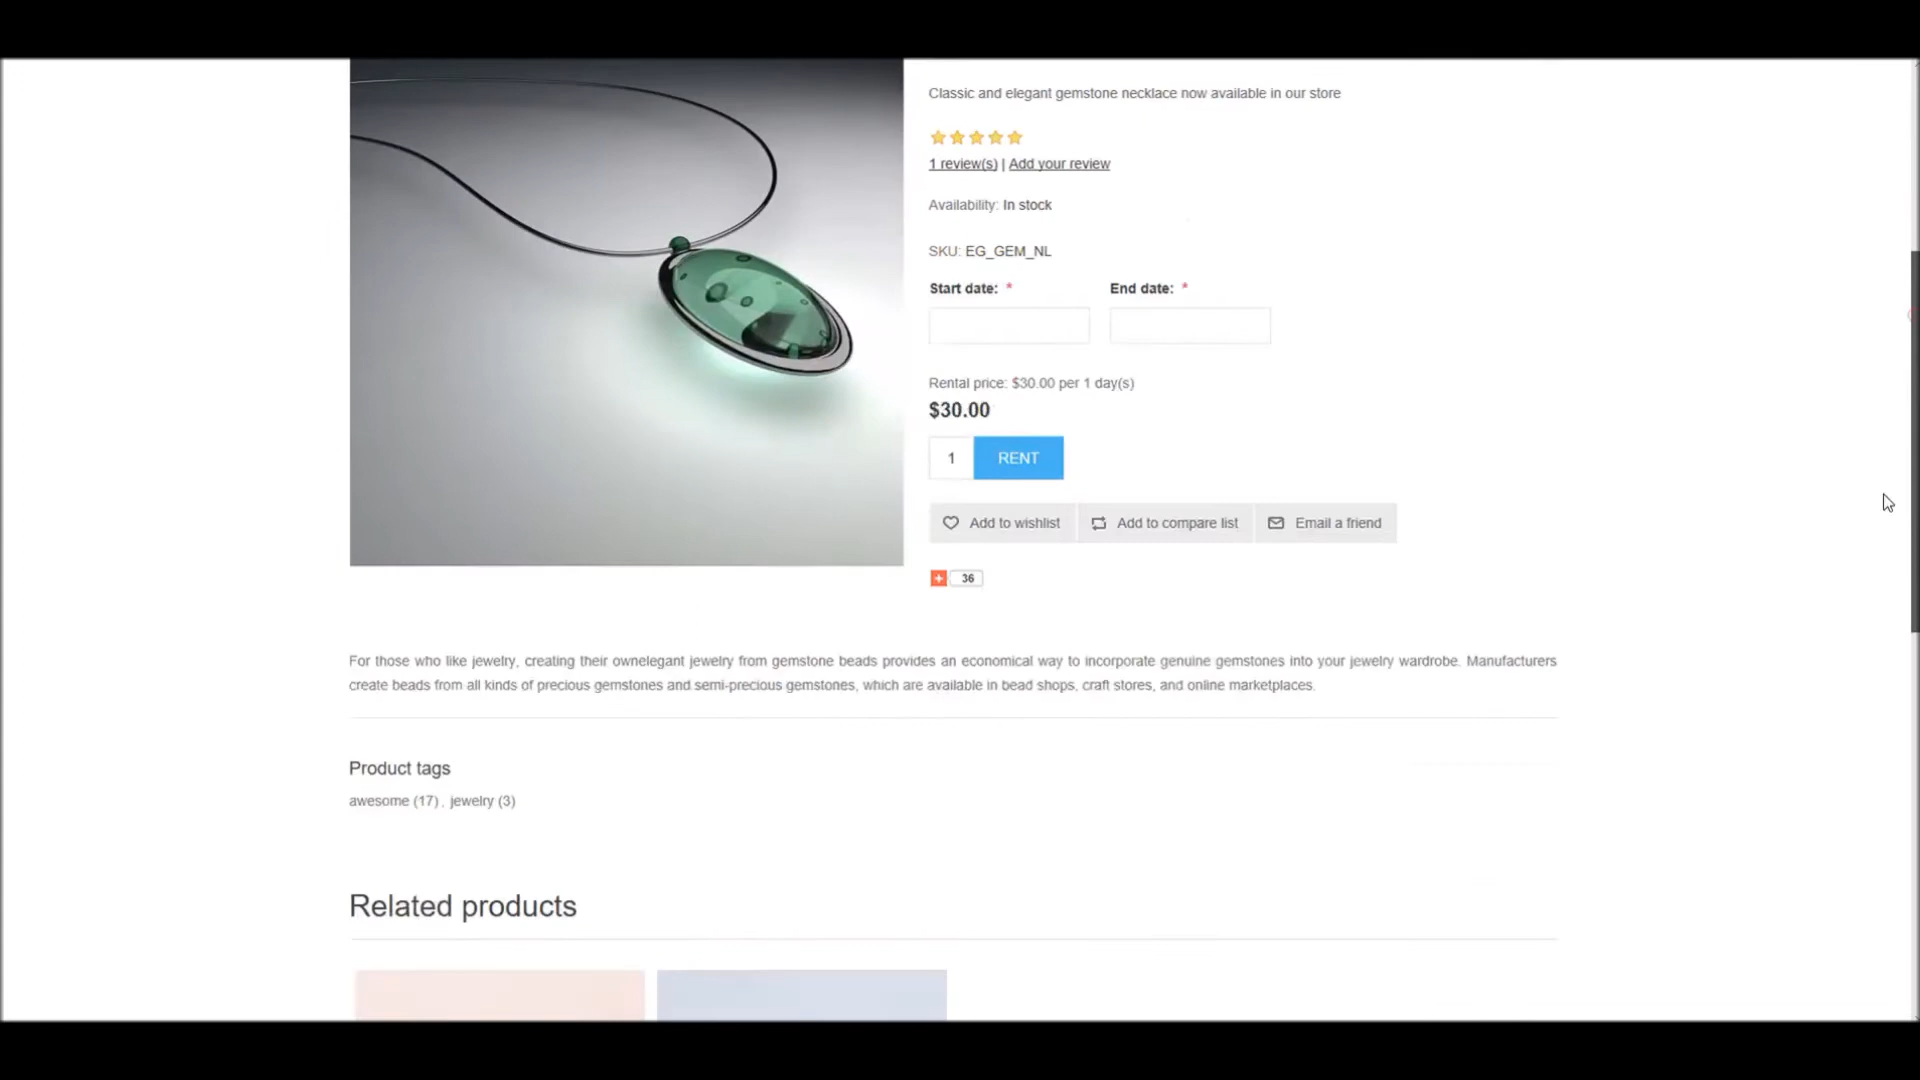 Classic and elegant gemstone necklace now available in our store
1 review(s) | Add your review
Availability: In stock
SKU: EG_GEM_NL
Start date: * End date: *
Rental price: $30.00 per 1 day(s)
$30.00
1 RENT
Add to wishlist Add to compare list Email a friend
+ 36
For those who like jewelry, creating their ownelegant jewelry from gemstone beads provides an economical way to incorporate genuine gemstones into your jewelry wardrobe. Manufacturers
create beads from all kinds of precious gemstones and semi-precious gemstones, which are available in bead shops, craft stores, and online marketplaces.
Product tags
awesome (17) , jewelry (3)
Related products